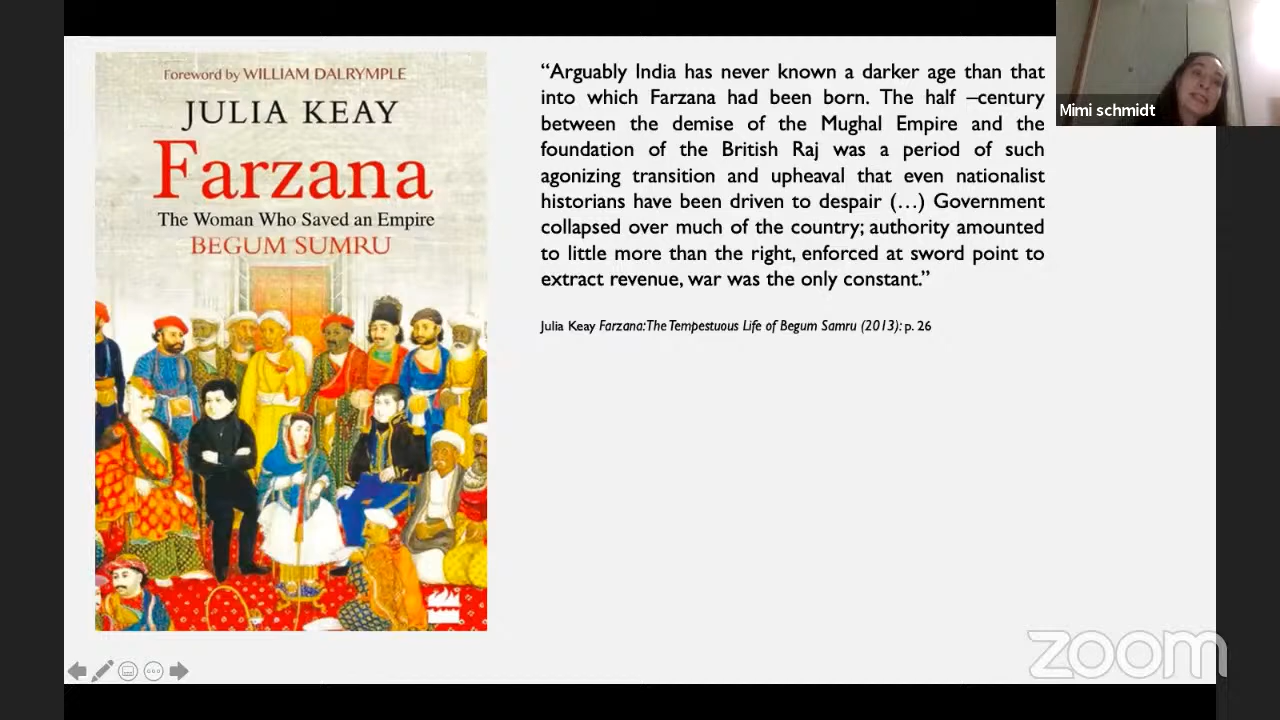 Foreword by WILLIAM DALRYMPLE
JULIA KEAY
Farzana
The Woman Who Saved an Empire
BEGUM SUMRU
“Arguably India has never known a darker age than that
into which Farzana had been born. The half –century
between the demise of the Mughal Empire and the
foundation of the British Raj was a period of such
agonizing transition and upheaval that even nationalist
historians have been driven to despair (…) Government
collapsed over much of the country; authority amounted
to little more than the right, enforced at sword point to
extract revenue, war was the only constant.”
Julia Keay Farzana: The Tempestuous Life of Begum Samru (2013): p. 26
Mimi schmidt
zoom